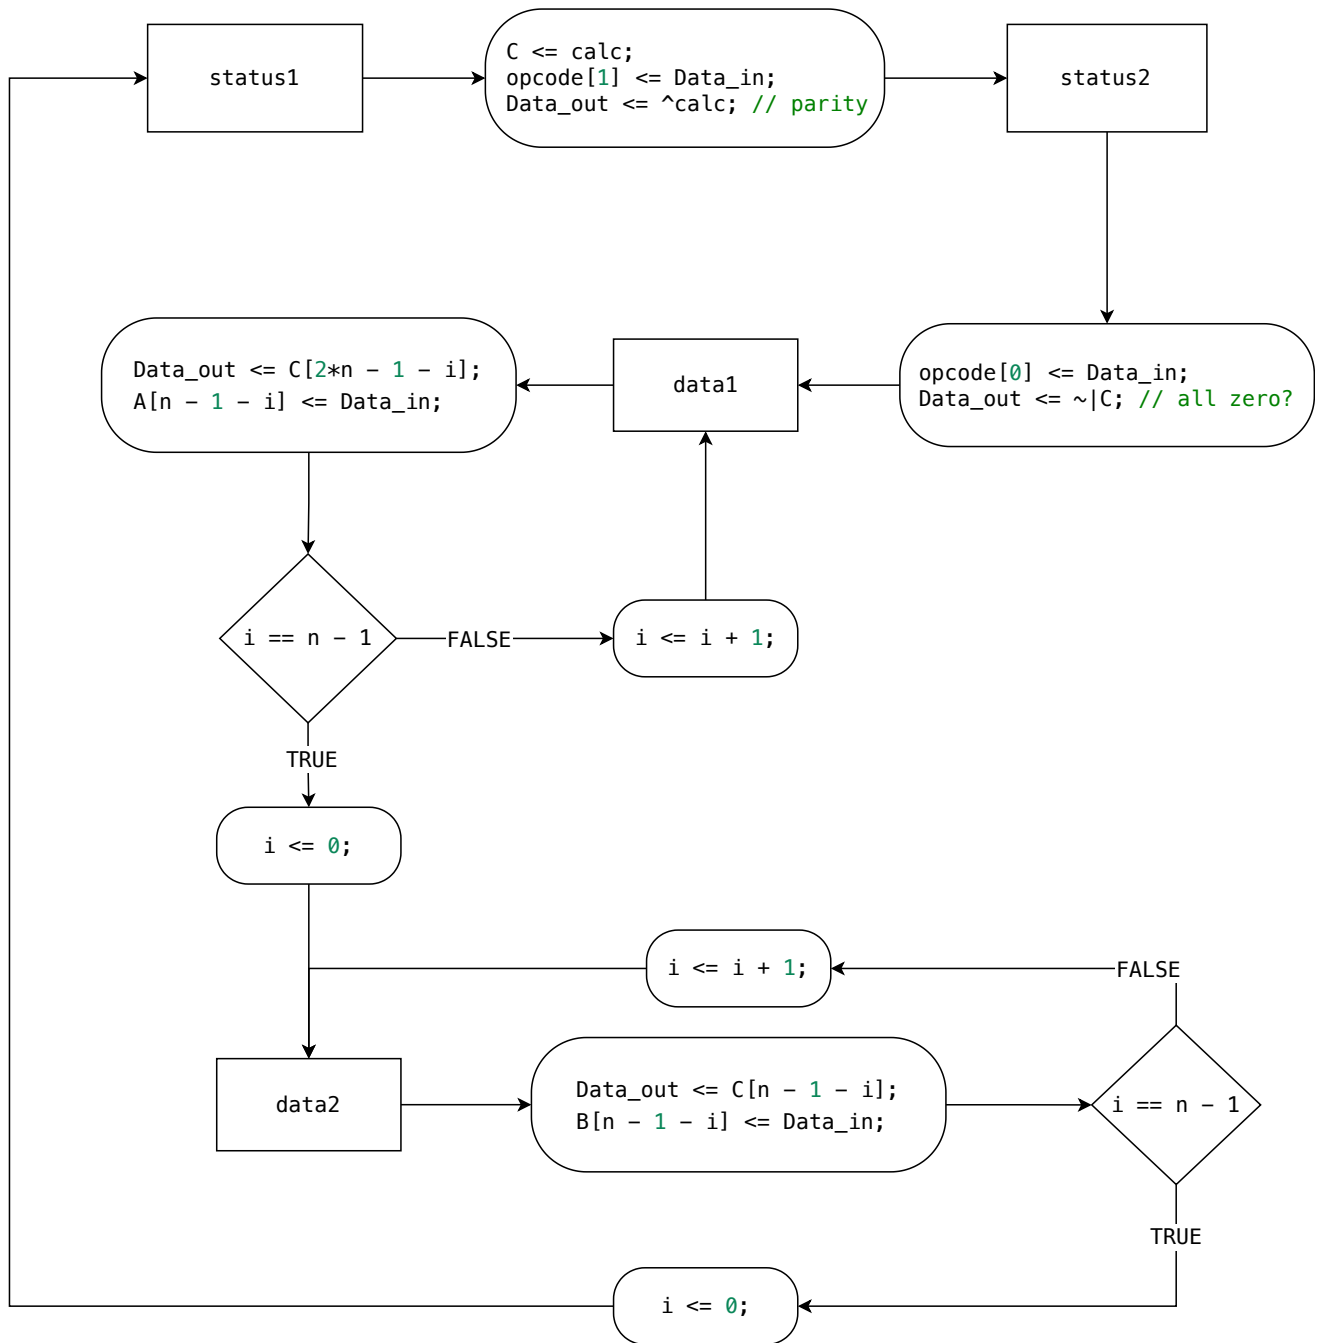 status1
C <= calc;
opcode[1] <= Data_in;
Data_out <= ^calc; // parity
status2
Data_out <= C[2*n − 1 − i];
A[n − 1 − i] <= Data_in;
data1
opcode[0] <= Data_in;
Data_out <= ~|C; // all zero?
i == n − 1
FALSE
i <= i + 1;
TRUE
i <= 0;
i <= i + 1;
FALSE
data2
Data_out <= C[n − 1 − i];
B[n − 1 − i] <= Data_in;
i == n − 1
TRUE
i <= 0;